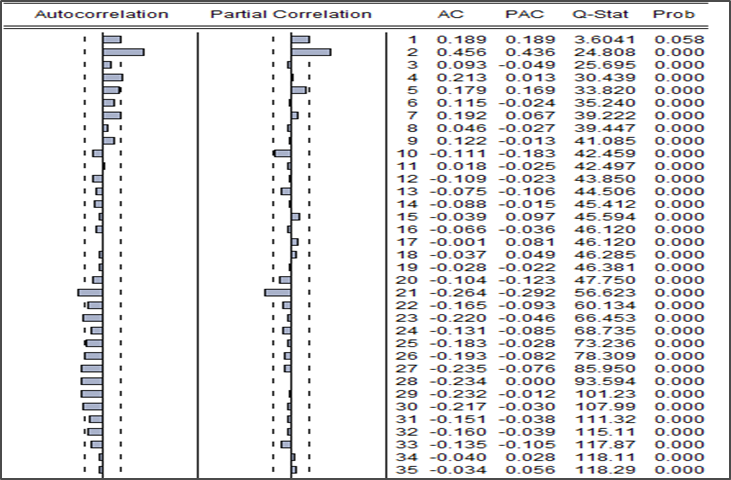 Autocorrelation Partial Correlation AC PAC Q-Stat Prob
1 0.189 0.189 3.6041 0.058
2 0.456 0.436 24.808 0.000
3 0.093 -0.049 25.695 0.000
4 0.213 0.013 30.439 0.000
5 0.179 0.169 33.820 0.000
6 0.115 -0.024 35.240 0.000
7 0.192 0.067 39.222 0.000
8 0.046 -0.027 39.447 0.000
9 0.122 -0.013 41.085 0.000
10 -0.111 -0.183 42.459 0.000
11 0.018 -0.025 42.497 0.000
12 -0.109 -0.023 43.850 0.000
13 -0.075 -0.106 44.506 0.000
14 -0.088 -0.015 45.412 0.000
15 -0.039 0.097 45.594 0.000
16 -0.066 -0.036 46.120 0.000
17 -0.001 0.081 46.120 0.000
18 -0.037 0.049 46.285 0.000
19 -0.028 -0.022 46.381 0.000
20 -0.104 -0.123 47.750 0.000
21 -0.264 -0.292 56.623 0.000
22 -0.165 -0.093 60.134 0.000
23 -0.220 -0.046 66.453 0.000
24 -0.131 -0.085 68.735 0.000
25 -0.183 -0.028 73.236 0.000
26 -0.193 -0.082 78.309 0.000
27 -0.235 -0.076 85.950 0.000
28 -0.234 0.000 93.594 0.000
29 -0.232 -0.012 101.23 0.000
30 -0.217 -0.030 107.99 0.000
31 -0.151 -0.038 111.32 0.000
32 -0.160 -0.039 115.11 0.000
33 -0.135 -0.105 117.87 0.000
34 -0.040 0.028 118.11 0.000
35 -0.034 0.056 118.29 0.000